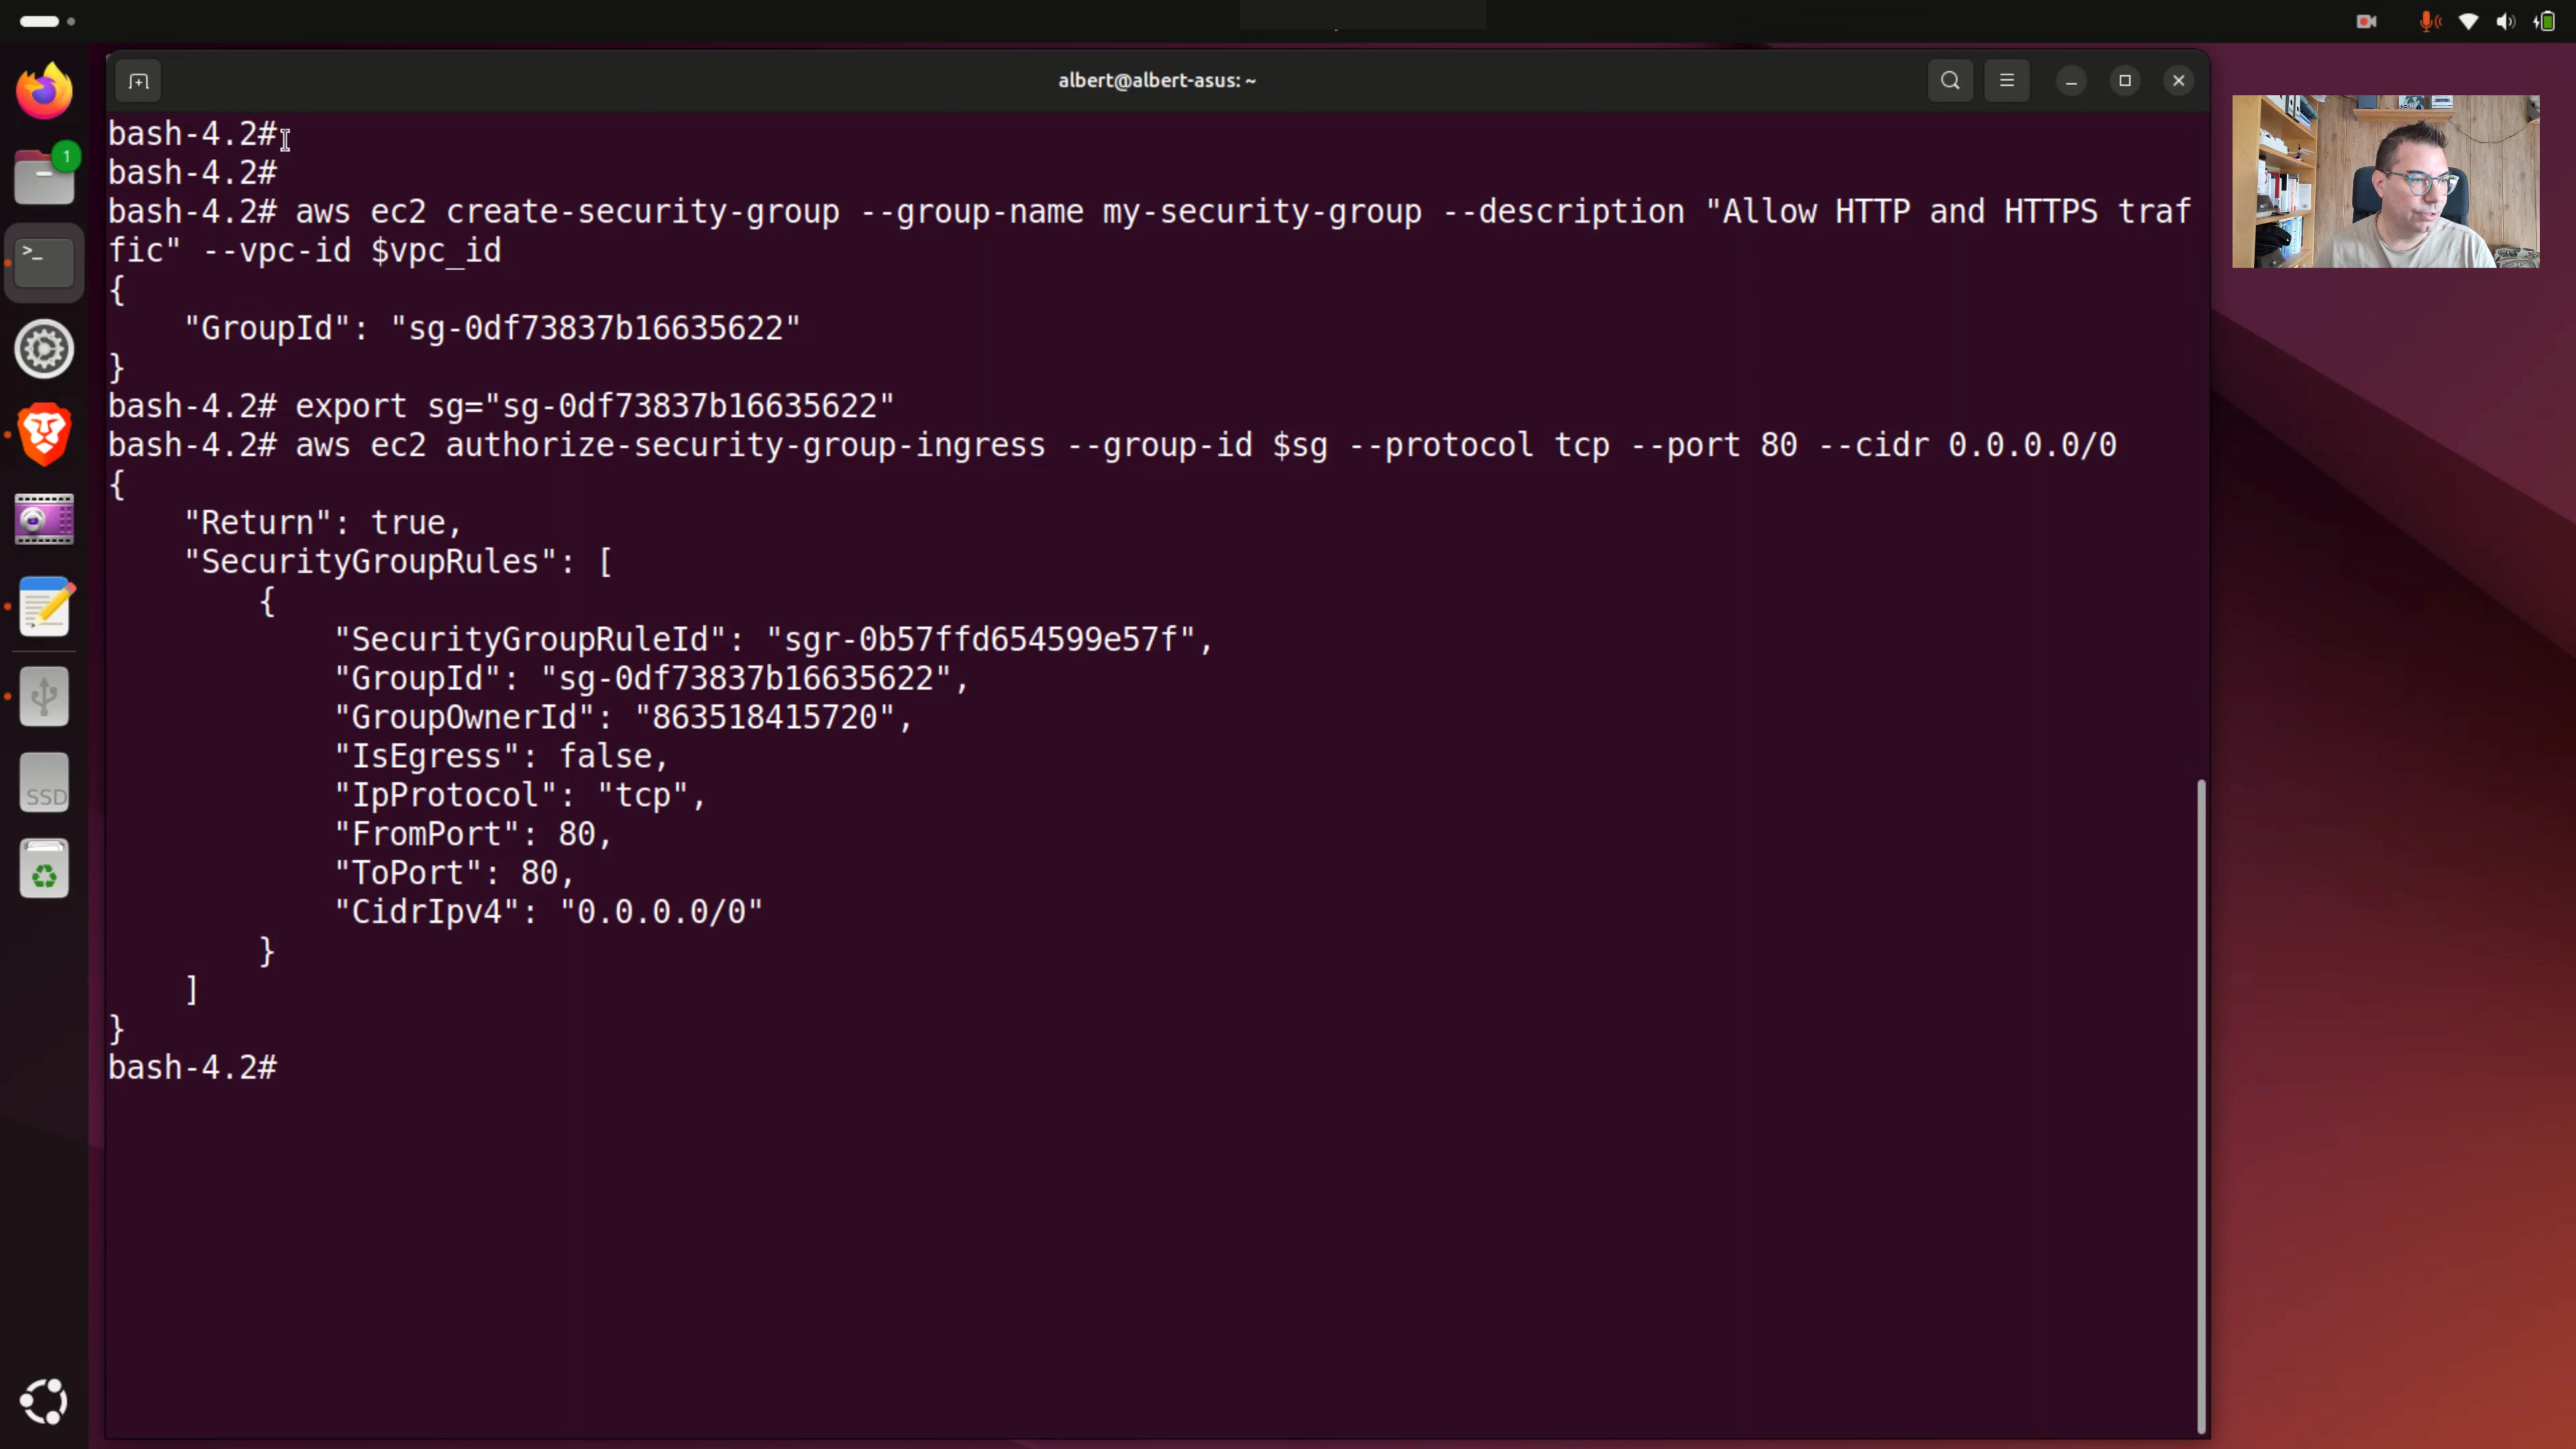 albert@albert-asus: ~
1
bash-4.2#
bash-4.2#
bash-4.2# aws ec2 create-security-group --group-name my-security-group --description "Allow HTTP and HTTPS traf
fic" --vpc-id $vpc_id
{
    "GroupId": "sg-0df73837b16635622"
}
bash-4.2# export sg="sg-0df73837b16635622"
bash-4.2# aws ec2 authorize-security-group-ingress --group-id $sg --protocol tcp --port 80 --cidr 0.0.0.0/0
{
    "Return": true,
    "SecurityGroupRules": [
        {
            "SecurityGroupRuleId": "sgr-0b57ffd654599e57f",
            "GroupId": "sg-0df73837b16635622",
            "GroupOwnerId": "863518415720",
            "IsEgress": false,
            "IpProtocol": "tcp",
            "FromPort": 80,
            "ToPort": 80,
            "CidrIpv4": "0.0.0.0/0"
        }
    ]
}
bash-4.2#
SSD